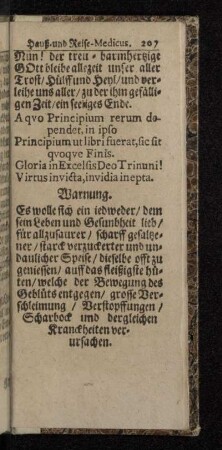 Hauß-und Reise-Medicus. 207
Nun! der treu-barmhertzige
GOtt bleibe allezeit unser aller
Trost/ Hülff und Heyl/ und ver-
leihe uns aller/ zu der ihm gefälli-
gen Zeit/ ein seeliges Ende.
A qvo Principium rerum do
pendet. in ipso
Principium ut libri fuerat, sic sit
qvoqve Finis.
Gloria in Excelsis Deo Trinuni!
Virtus invicta, invidia inepta.
Warnung.
Es wolle sich ein iedweder/ dem
sein Leben und Gesundheit lieb/
für allzusaurer/ scharff gesaltze-
ner/ starck verzuckerter und un-
daulicher Speise/ dieselbe offt zu
geniessen/ auff das fleißigste hü-
ten/ welche der Bewegung des
Geblüts entgegen/ grosse Ver-
schleimung/ Verstopffungen/
Scharbock und dergleichen
Kranckheiten ver-
ursachen.